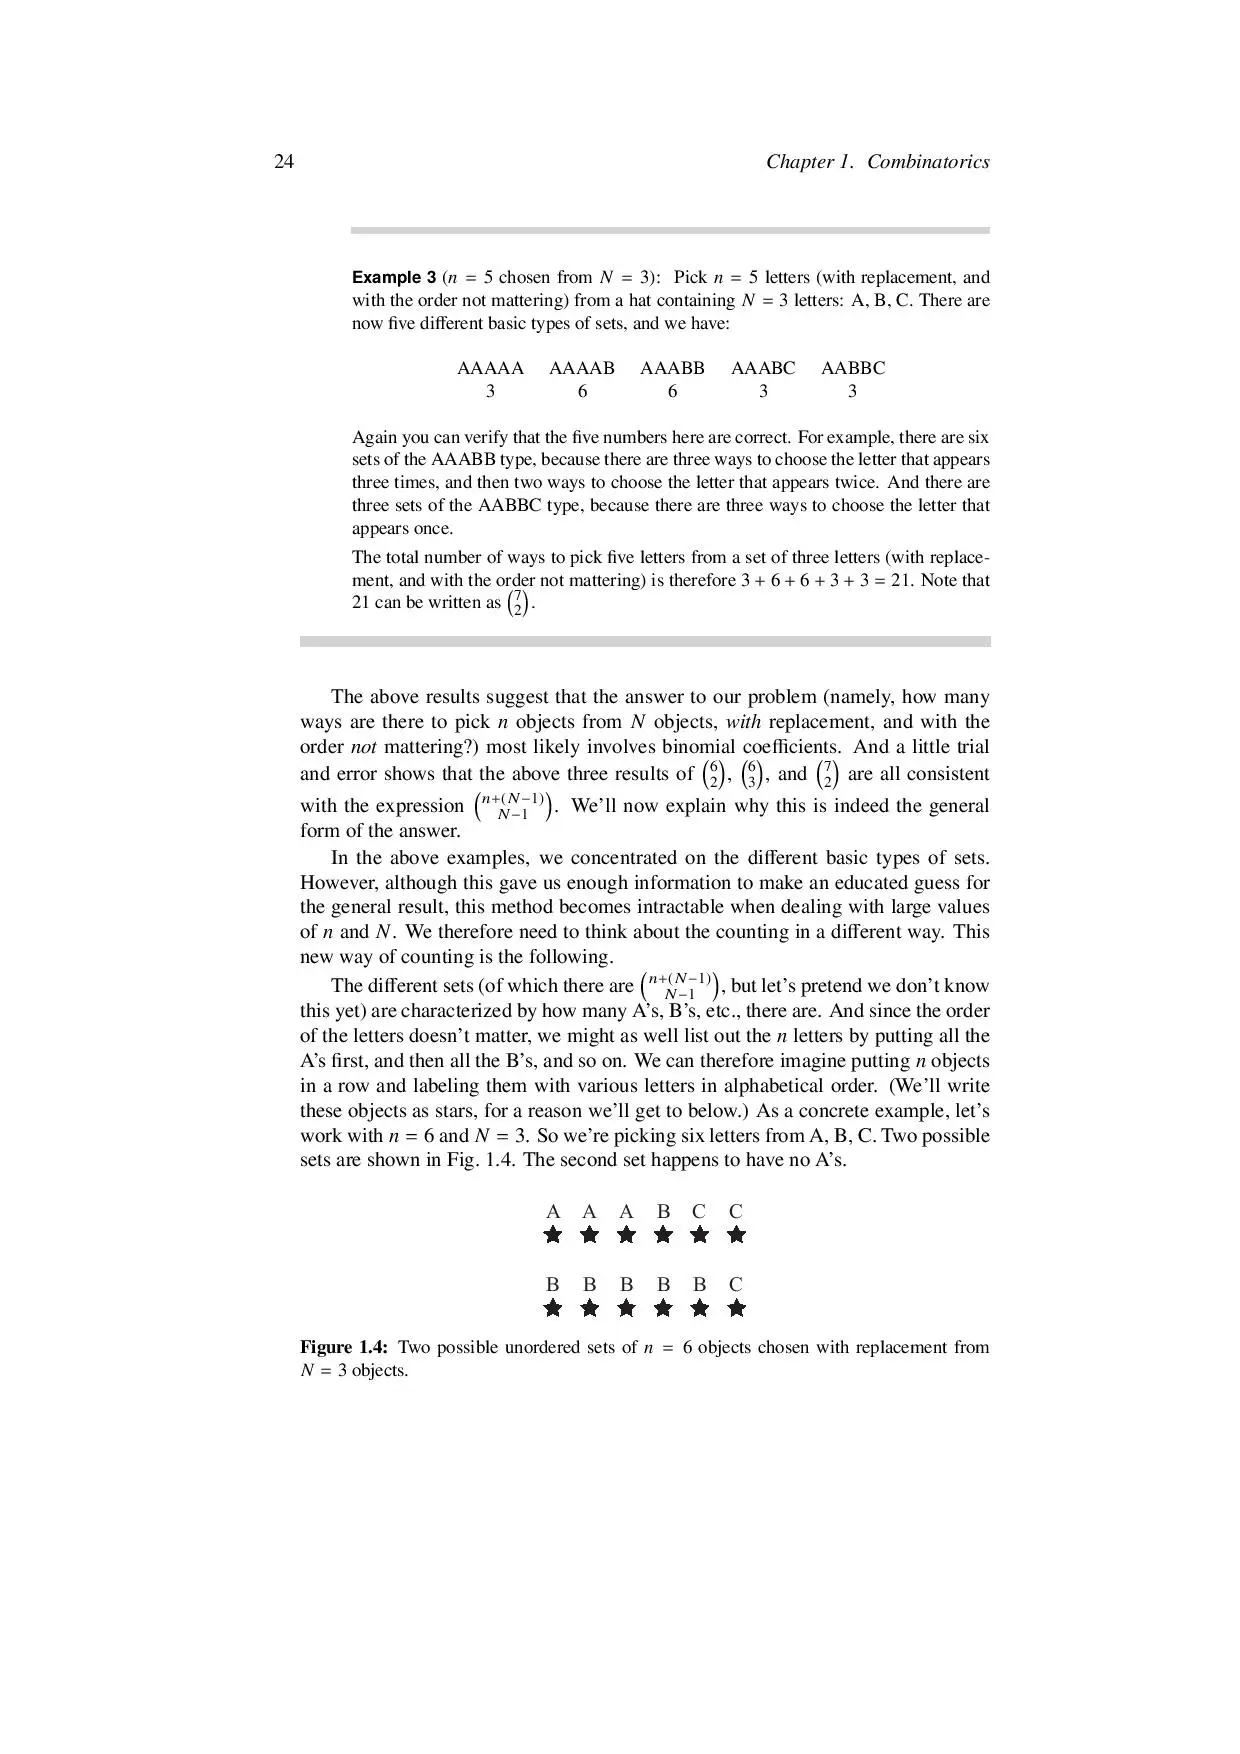 24 Chapter 1. Combinatorics
Example 3 (n = 5 chosen from N = 3): Pick n = 5 letters (with replacement, and
with the order not mattering) from a hat containing N = 3 letters: A, B, C. There are
now five different basic types of sets, and we have:
AAAAA AAAAB AAABB AAABC AABBC
3 6 6 3 3
Again you can verify that the five numbers here are correct. For example, there are six
sets of the AAABB type, because there are three ways to choose the letter that appears
three times, and then two ways to choose the letter that appears twice. And there are
three sets of the AABBC type, because there are three ways to choose the letter that
appears once.
The total number of ways to pick five letters from a set of three letters (with replace-
ment, and with the order not mattering) is therefore 3 + 6 + 6 + 3 + 3 = 21. Note that
21 can be written as (7 2).
The above results suggest that the answer to our problem (namely, how many
ways are there to pick n objects from N objects, with replacement, and with the
order not mattering?) most likely involves binomial coefficients. And a little trial
and error shows that the above three results of (6 2), (6 3), and (7 2) are all consistent
with the expression (n+(N−1) N−1). We'll now explain why this is indeed the general
form of the answer.
In the above examples, we concentrated on the different basic types of sets.
However, although this gave us enough information to make an educated guess for
the general result, this method becomes intractable when dealing with large values
of n and N. We therefore need to think about the counting in a different way. This
new way of counting is the following.
The different sets (of which there are (n+(N−1) N−1), but let's pretend we don't know
this yet) are characterized by how many A's, B's, etc., there are. And since the order
of the letters doesn't matter, we might as well list out the n letters by putting all the
A's first, and then all the B's, and so on. We can therefore imagine putting n objects
in a row and labeling them with various letters in alphabetical order. (We'll write
these objects as stars, for a reason we'll get to below.) As a concrete example, let's
work with n = 6 and N = 3. So we're picking six letters from A, B, C. Two possible
sets are shown in Fig. 1.4. The second set happens to have no A's.
A A A B C C
★ ★ ★ ★ ★ ★
B B B B B C
★ ★ ★ ★ ★ ★
Figure 1.4: Two possible unordered sets of n = 6 objects chosen with replacement from
N = 3 objects.